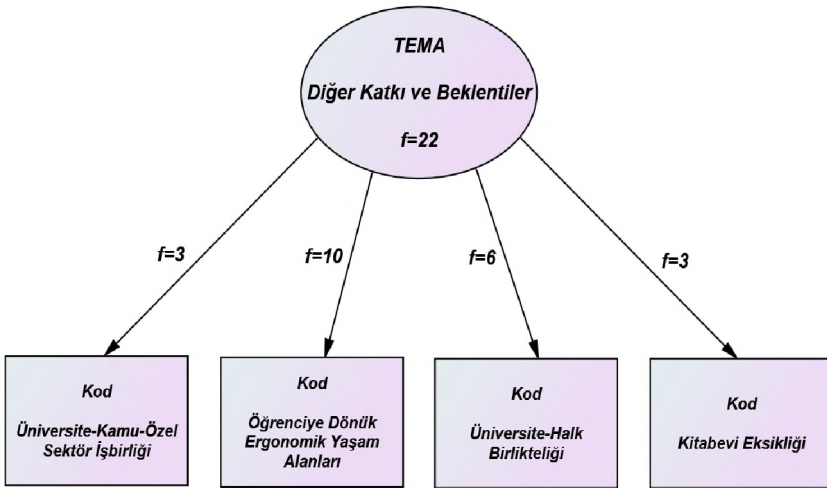 TEMA
Diğer Katkı ve Beklentiler
f=22
f=3
f=10
f=6
f=3
Kod
Üniversite-Kamu-Özel
Sektör İşbirliği
Kod
Öğrenciye Dönük
Ergonomik Yaşam
Alanları
Kod
Üniversite-Halk
Birlikteliği
Kod
Kitabevi Eksikliği